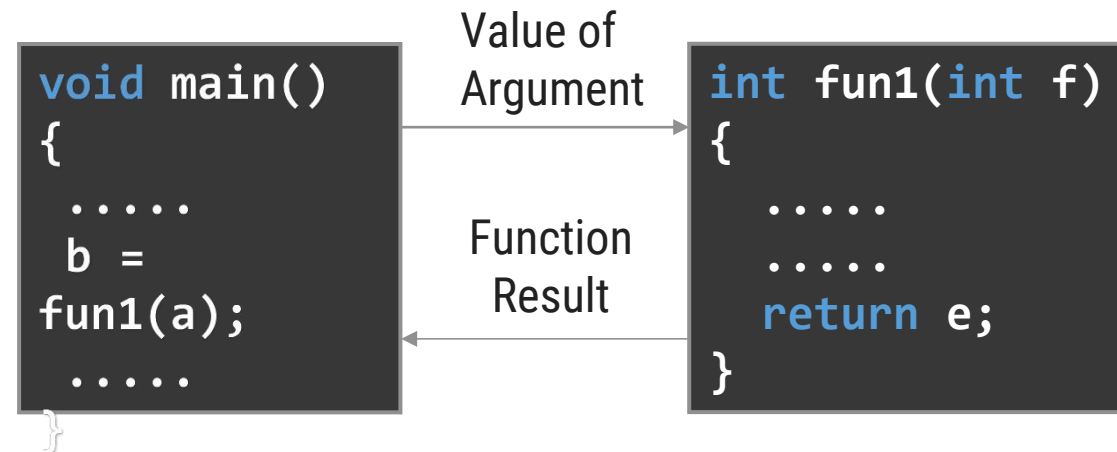 void main()
{
.....
b =
fun1(a);
.....
}
Value of
Argument
Function
Result
int fun1(int f)
{
.....
.....
return e;
}